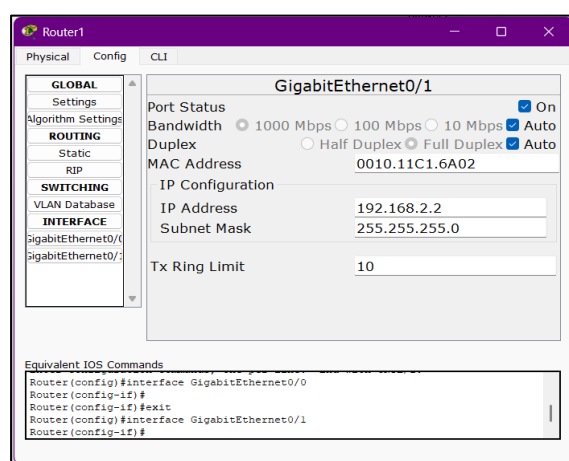 Router1
Physical Config CLI
GLOBAL
Settings
Algorithm Settings
ROUTING
Static
RIP
SWITCHING
VLAN Database
INTERFACE
GigabitEthernet0/
GigabitEthernet0/
GigabitEthernet0/1
Port Status On
Bandwidth 1000 Mbps 100 Mbps 10 Mbps Auto
Duplex Half Duplex Full Duplex Auto
MAC Address 0010.11C1.6A02
IP Configuration
IP Address 192.168.2.2
Subnet Mask 255.255.255.0
Tx Ring Limit 10
Equivalent IOS Commands
Router(config)#interface GigabitEthernet0/0
Router(config-if)#
Router(config-if)#exit
Router(config)#interface GigabitEthernet0/1
Router(config-if)#